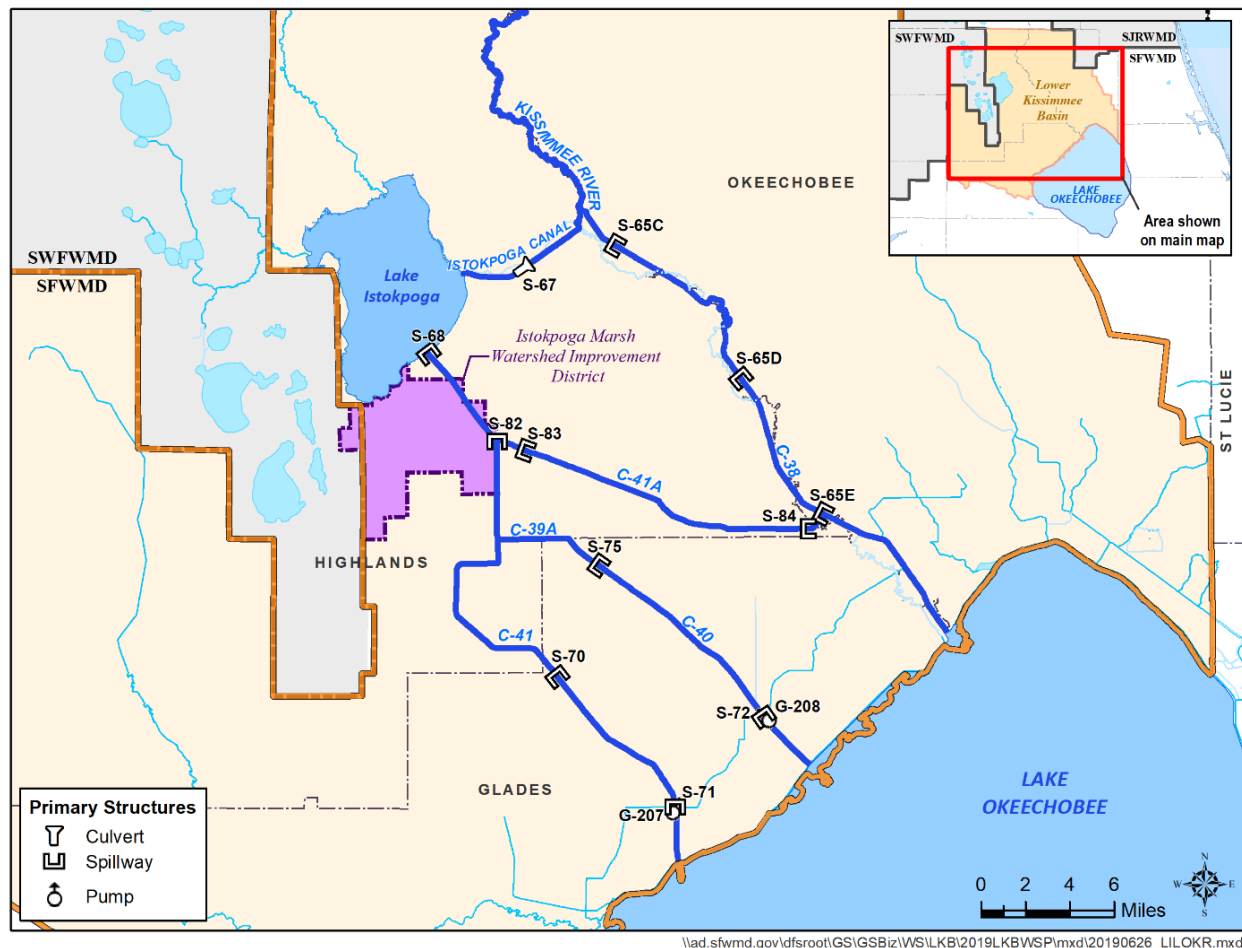 SWFWMD
SJRWMD
SFWMD
Lower
Kissimmee
Basin
LAKE
OKEECHOBEE
Area shown
on main map
KISSIMMEE RIVER
OKEECHOBEE
S-65C
ISTOKPOGA CANAL
S-67
SWFWMD
SFWMD
Lake
Istokpoga
S-68
Istokpoga Marsh
Watershed Improvement
District
S-65D
ST LUCIE
S-82
S-83
C-41A
C-38
S-65E
S-84
C-39A
HIGHLANDS
S-75
C-40
C-41
S-70
S-72
G-208
GLADES
S-71
G-207
LAKE
OKEECHOBEE
Primary Structures
Culvert
Spillway
Pump
N
W E
S
0 2 4 6
Miles
\\ad.sfwmd.gov\dfsroot\GS\GSBiz\WS\LKB\2019LKBWSP\mxd\20190626_LILOKR.mxd